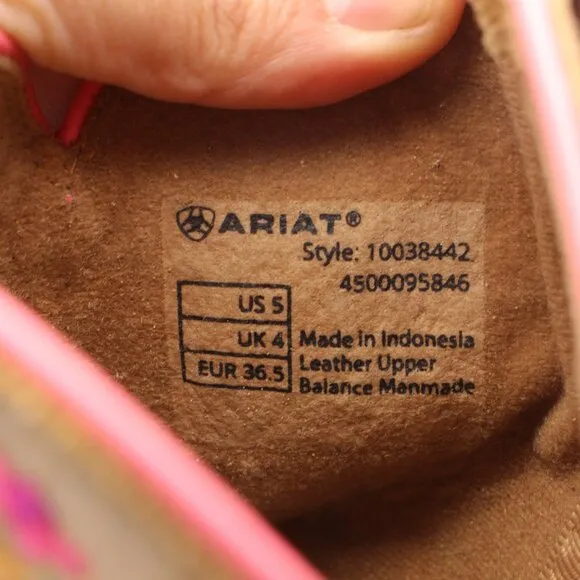 ARIAT®
Style: 10038442
4500095846
US 5
UK 4
EUR 36.5
Made in Indonesia
Leather Upper
Balance Manmade